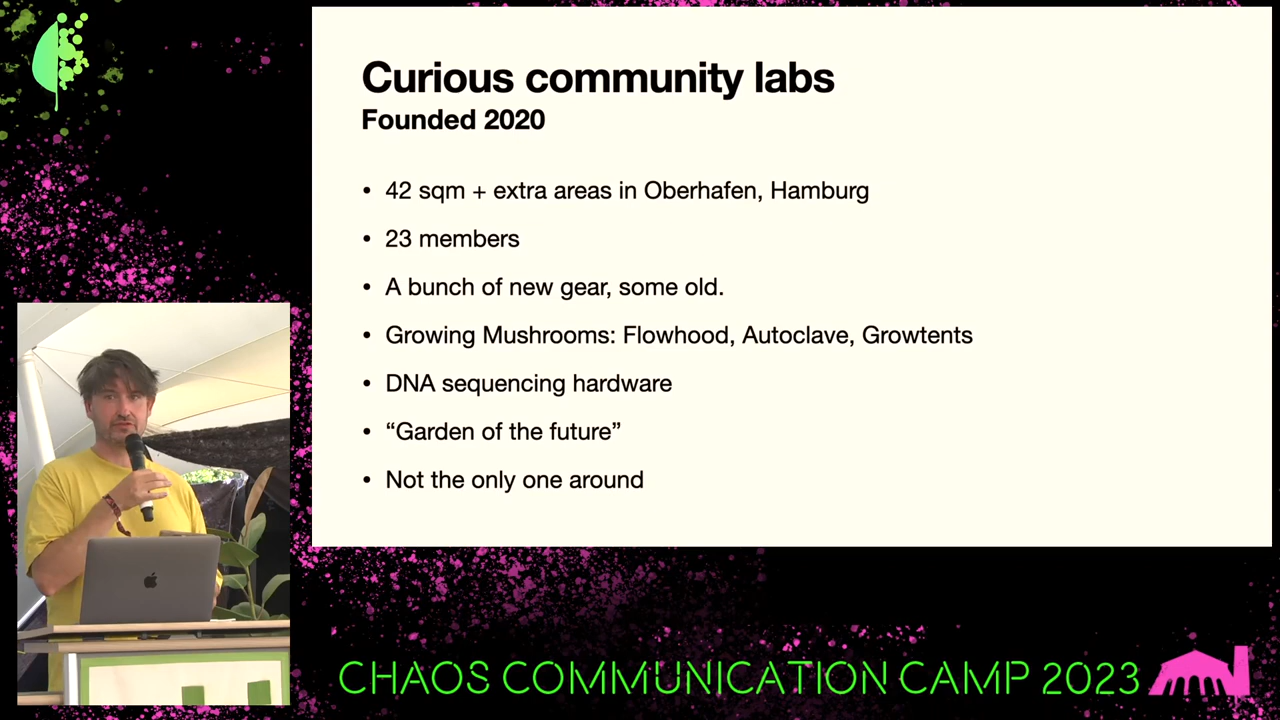 Curious community labs
Founded 2020
• 42 sqm + extra areas in Oberhafen, Hamburg
• 23 members
• A bunch of new gear, some old.
• Growing Mushrooms: Flowhood, Autoclave, Growtents
• DNA sequencing hardware
• “Garden of the future”
• Not the only one around
CHAOS COMMUNICATION CAMP 2023